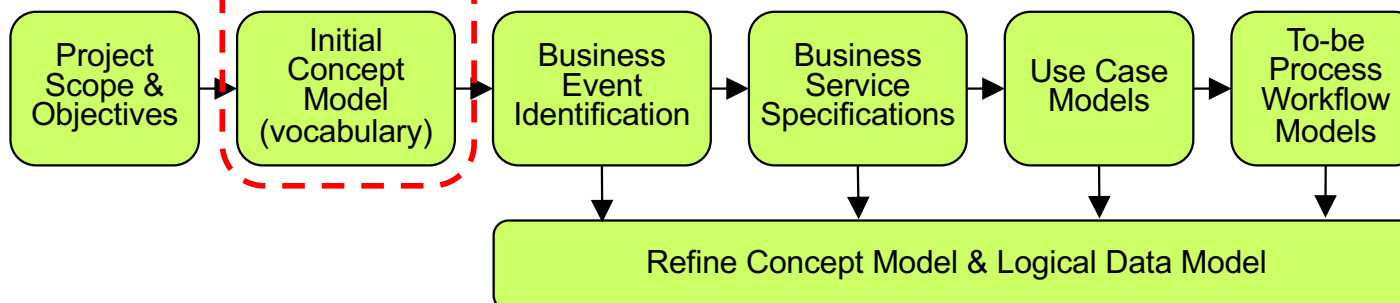 Project
Scope &
Objectives
Initial
Concept
Model
(vocabulary)
Business
Event
Identification
Business
Service
Specifications
Use Case
Models
To-be
Process
Workflow
Models
Refine Concept Model & Logical Data Model